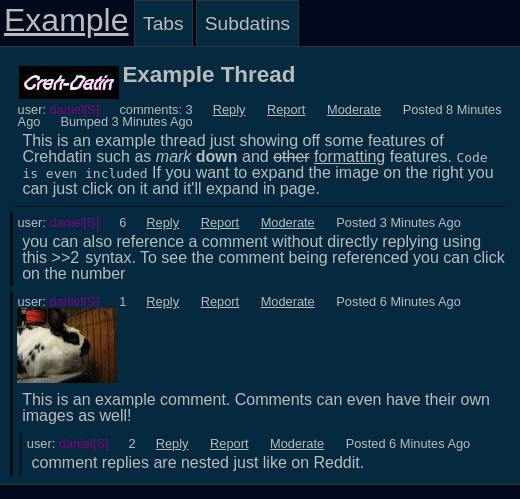 Example Tabs Subdatins
Creh-Datin Example Thread
user: daniel[S] comments: 3 Reply Report Moderate Posted 8 Minutes
Ago Bumped 3 Minutes Ago
This is an example thread just showing off some features of
Crehdatin such as mark down and other formatting features. Code
is even included If you want to expand the image on the right you
can just click on it and it'll expand in page.
user: daniel[S] 6 Reply Report Moderate Posted 3 Minutes Ago
you can also reference a comment without directly replying using
this >>2 syntax. To see the comment being referenced you can click
on the number
user: daniel[S] 1 Reply Report Moderate Posted 6 Minutes Ago
This is an example comment. Comments can even have their own
images as well!
user: daniel[S] 2 Reply Report Moderate Posted 6 Minutes Ago
comment replies are nested just like on Reddit.